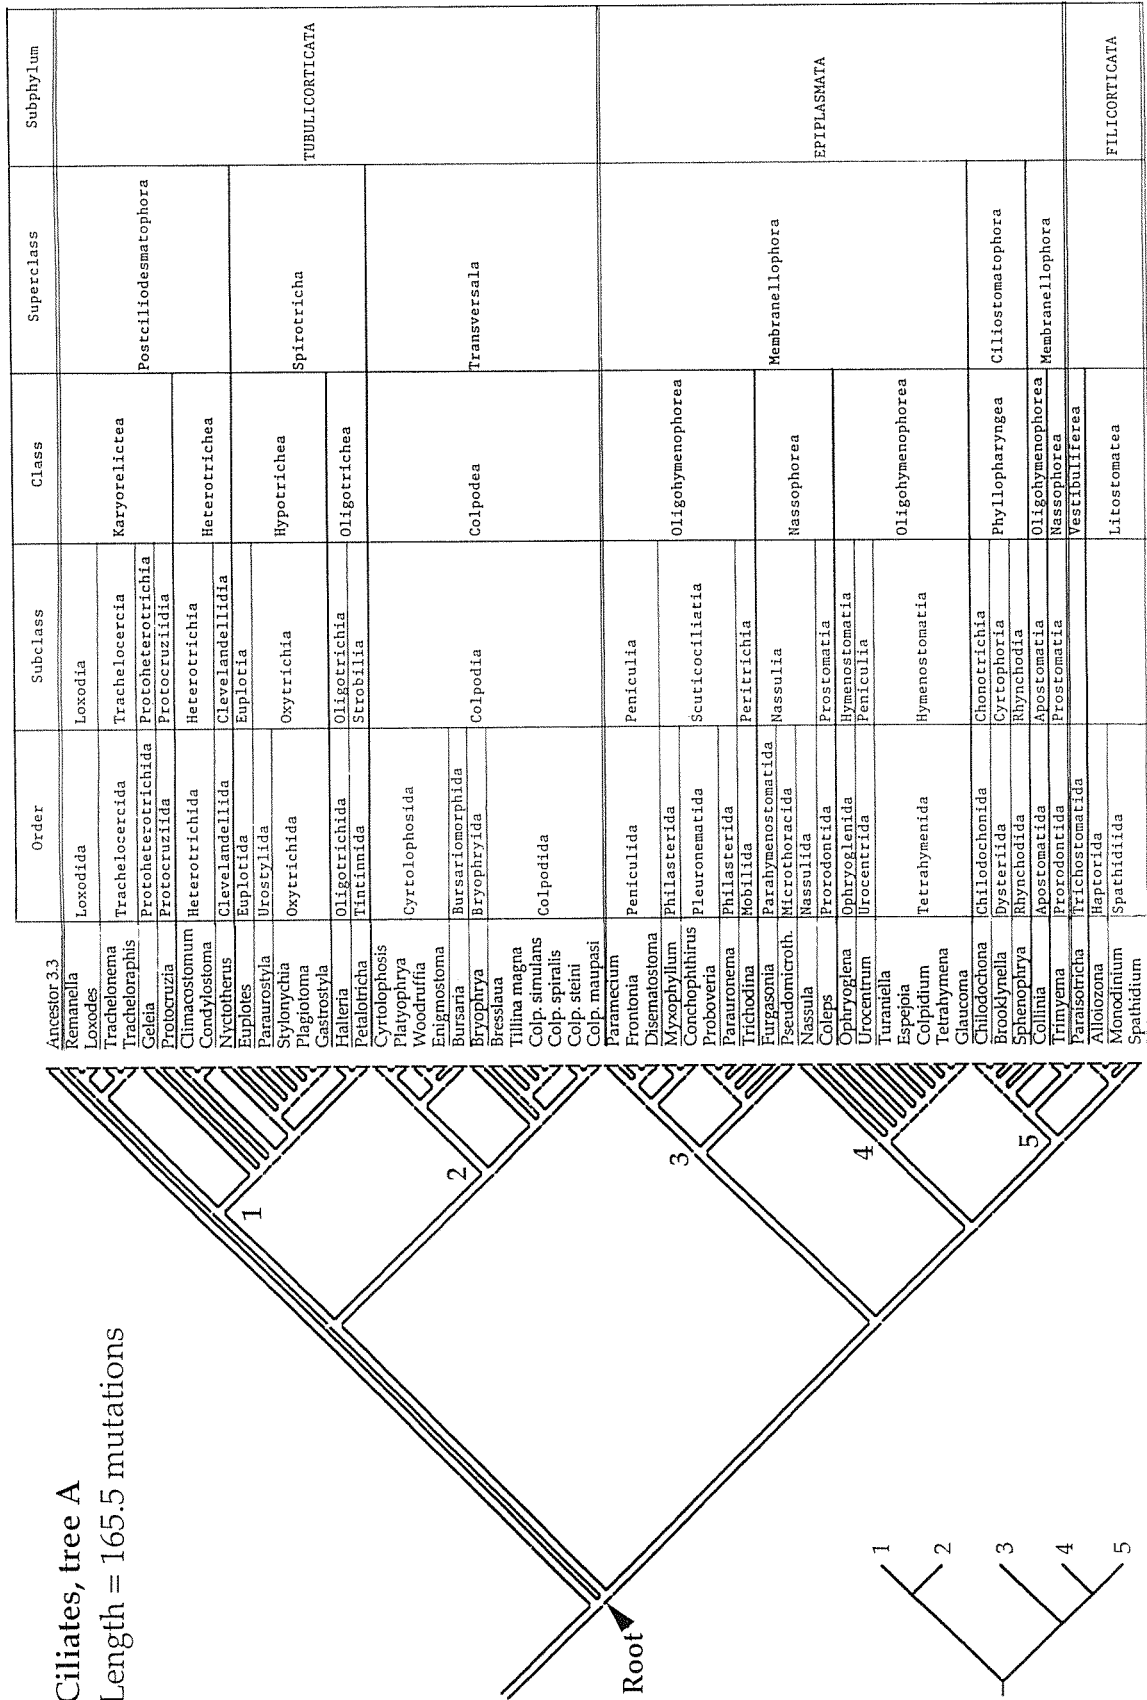 Ciliates, tree A
Length = 165.5 mutations
Root
1
2
3
4
5
1
2
3
4
5
Order
Subclass
Class
Superclass
Subphylum
Ancestor 3.3
Remanella
Loxodes
Trachelonema
Tracheloraphis
Geleia
Protocruzia
Climacostomum
Condylostoma
Nyctotherus
Euplotes
Paraurostyla
Stylonychia
Plagiotoma
Gastrostyla
Halteria
Petalotricha
Cyrtolophosis
Platyophrya
Woodruffia
Enigmostoma
Bursaria
Bryophrya
Bresslaua
Tillina magna
Colp. simulans
Colp. spiralis
Colp. steini
Colp. maupasi
Paramecium
Frontonia
Disematostoma
Myxophyllum
Conchophthirus
Proboveria
Parauronema
Trichodina
Furgasonia
Pseudomicroth.
Nassula
Coleps
Ophryoglena
Urocentrum
Turaniella
Espejoia
Colpidium
Tetrahymena
Glaucoma
Chilodochona
Brooklynella
Sphenophrya
Collinia
Trimyema
Paraisotricha
Alloiozona
Monodinium
Spathidium
Loxodida
Trachelocercida
Protoheterotrichida
Protocruziida
Heterotrichida
Clevelandellida
Euplotida
Urostylida
Oxytrichida
Oligotrichida
Tintinnida
Cyrtolophosida
Bursariomorphida
Bryophryida
Colpodida
Peniculida
Philasterida
Pleuronematida
Philasterida
Mobilida
Parahymenostomatida
Microthoracida
Nassulida
Prorodontida
Ophryoglenida
Urocentrida
Tetrahymenida
Chilodochonida
Dysteriida
Rhynchodida
Apostomatida
Prorodontida
Trichostomatida
Haptorida
Spathidiida
Loxodia
Trachelocercia
Protoheterotrichia
Protocruziidia
Heterotrichia
Clevelandellidia
Euplotia
Oxytrichia
Oligotrichia
Strobilia
Colpodia
Peniculia
Scuticociliatia
Peritrichia
Nassulia
Prostomatia
Hymenostomatia
Peniculia
Hymenostomatia
Chonotrichia
Cyrtophoria
Rhynchodia
Apostomatia
Prostomatia
Karyorelictea
Heterotrichea
Hypotrichea
Oligotrichea
Colpodea
Oligohymenophorea
Nassophorea
Oligohymenophorea
Phyllopharyngea
Oligohymenophorea
Nassophorea
Vestibuliferea
Litostomatea
Postciliodesmatophora
Spirotricha
Transversala
Membranellophora
Ciliostomatophora
Membranellophora
TUBULICORTICATA
EPIPLASMATA
FILICORTICATA